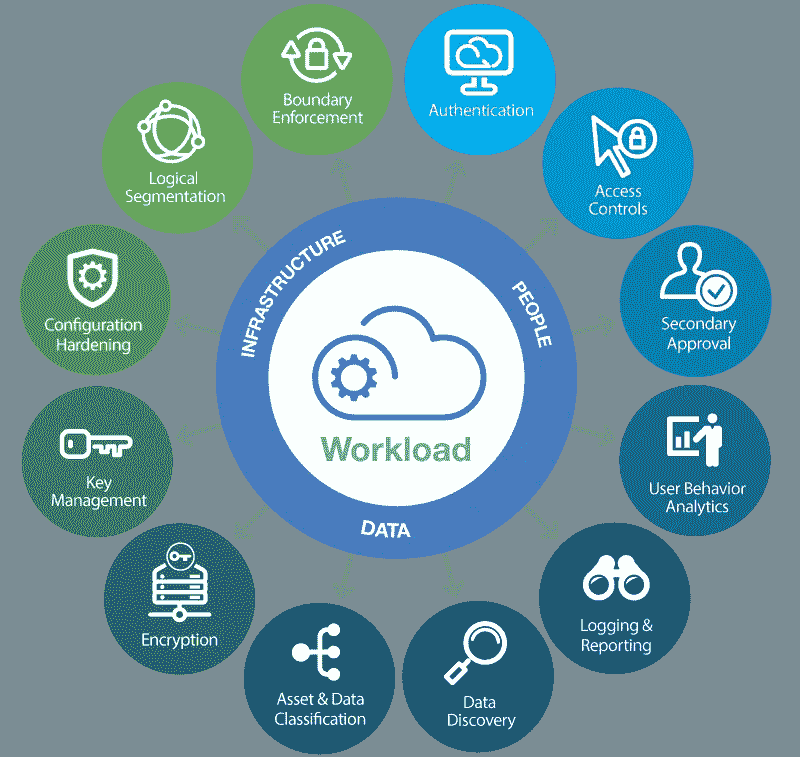 Boundary
Enforcement
Authentication
Access
Controls
Secondary
Approval
User Behavior
Analytics
Logging &
Reporting
Data
Discovery
Asset & Data
Classification
Encryption
Key
Management
Configuration
Hardening
Logical
Segmentation
INFRASTRUCTURE
PEOPLE
DATA
Workload